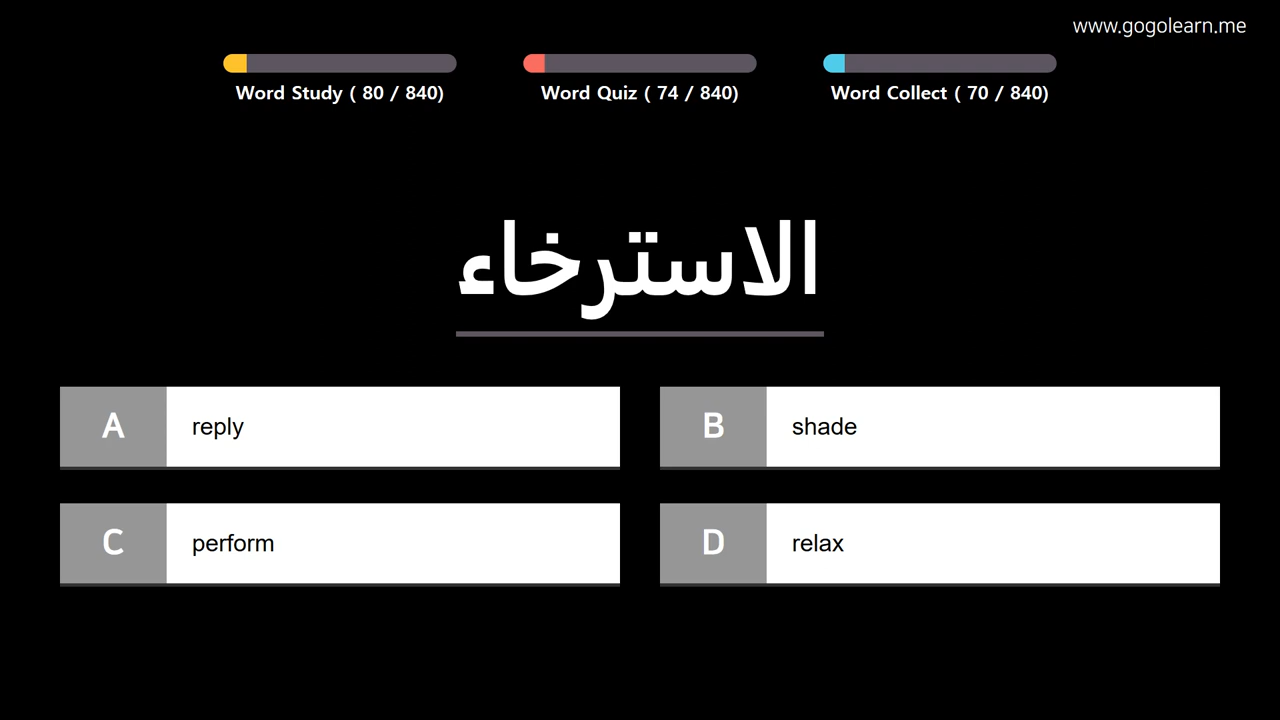 www.gogolearn.me
Word Study ( 80 / 840)
Word Quiz ( 74 / 840)
Word Collect ( 70 / 840)
الاسترخاء
A reply
B shade
C perform
D relax